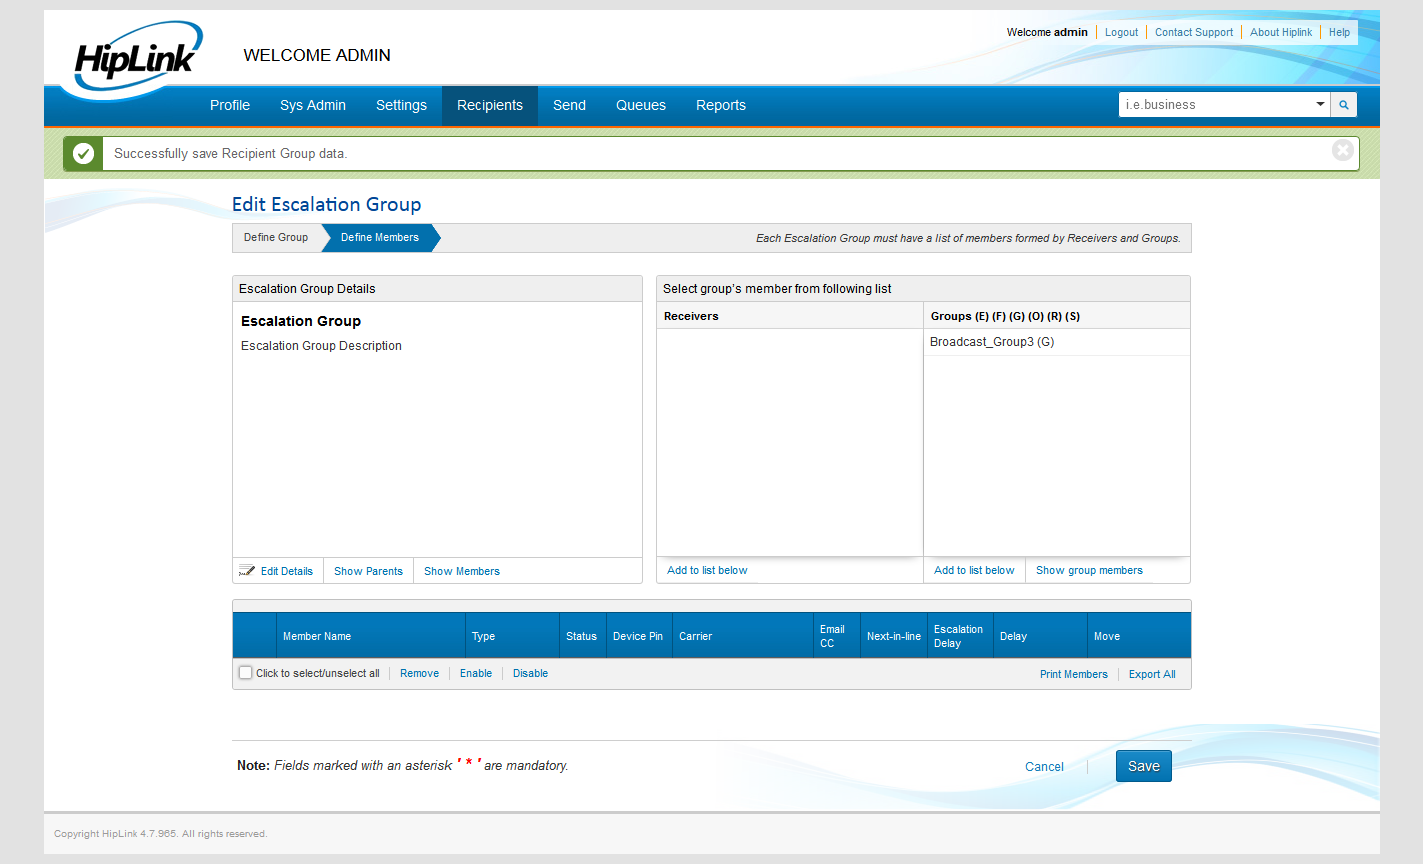 HipLink
WELCOME ADMIN
Welcome admin Logout Contact Support About Hiplink Help
Profile Sys Admin Settings Recipients Send Queues Reports
i.e.business
Successfully save Recipient Group data.
Edit Escalation Group
Define Group Define Members Each Escalation Group must have a list of members formed by Receivers and Groups.
Escalation Group Details
Escalation Group
Escalation Group Description
Edit Details Show Parents Show Members
Select group's member from following list
Receivers Groups (E) (F) (G) (O) (R) (S)
Broadcast_Group3 (G)
Add to list below Add to list below Show group members
Member Name Type Status Device Pin Carrier Email CC Next-in-line Escalation Delay Delay Move
Click to select/unselect all Remove Enable Disable Print Members Export All
Note: Fields marked with an asterisk ' * ' are mandatory.
Cancel Save
Copyright HipLink 4.7.965. All rights reserved.